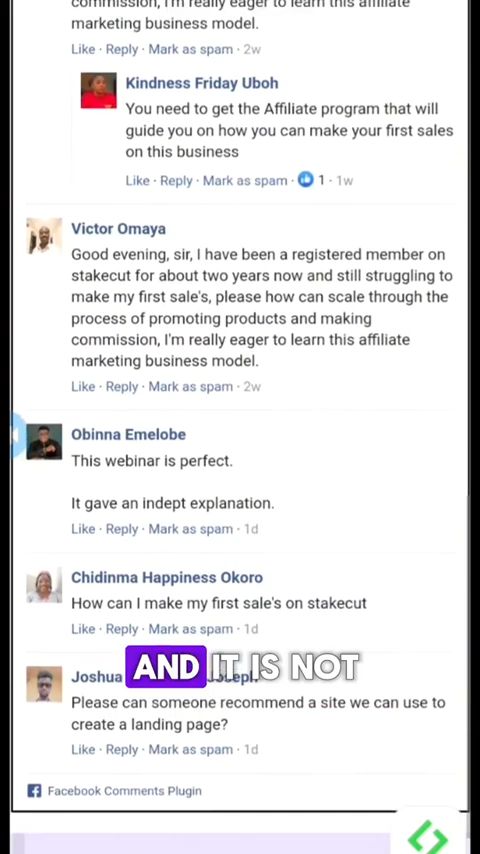 commission, I'm really eager to learn this affiliate
marketing business model.
Like · Reply · Mark as spam · 2w
Kindness Friday Uboh
You need to get the Affiliate program that will
guide you on how you can make your first sales
on this business
Like · Reply · Mark as spam · 1 · 1w
Victor Omaya
Good evening, sir, I have been a registered member on
stakecut for about two years now and still struggling to
make my first sale's, please how can scale through the
process of promoting products and making
commission, I'm really eager to learn this affiliate
marketing business model.
Like · Reply · Mark as spam · 2w
Obinna Emelobe
This webinar is perfect.
It gave an indept explanation.
Like · Reply · Mark as spam · 1d
Chidinma Happiness Okoro
How can I make my first sale's on stakecut
Like · Reply · Mark as spam · 1d
AND IT IS NOT
Joshua
Please can someone recommend a site we can use to
create a landing page?
Like · Reply · Mark as spam · 1d
Facebook Comments Plugin